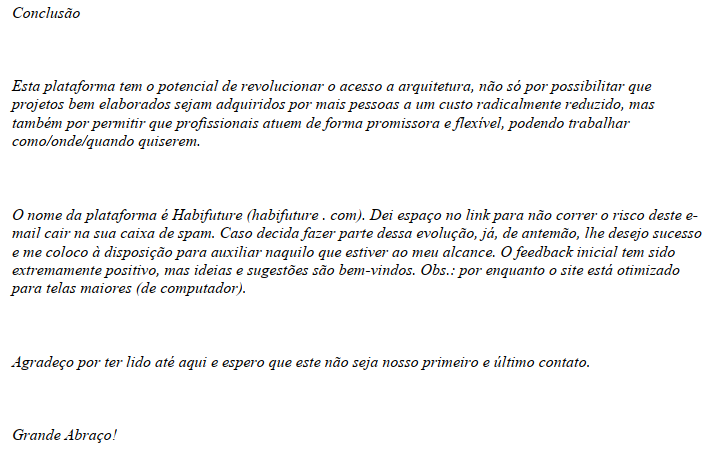 Conclusão
Esta plataforma tem o potencial de revolucionar o acesso a arquitetura, não só por possibilitar que
projetos bem elaborados sejam adquiridos por mais pessoas a um custo radicalmente reduzido, mas
também por permitir que profissionais atuem de forma promissora e flexível, podendo trabalhar
como/onde/quando quiserem.
O nome da plataforma é Habifuture (habifuture . com). Dei espaço no link para não correr o risco deste e-
mail cair na sua caixa de spam. Caso decida fazer parte dessa evolução, já, de antemão, lhe desejo sucesso
e me coloco à disposição para auxiliar naquilo que estiver ao meu alcance. O feedback inicial tem sido
extremamente positivo, mas ideias e sugestões são bem-vindos. Obs.: por enquanto o site está otimizado
para telas maiores (de computador).
Agradeço por ter lido até aqui e espero que este não seja nosso primeiro e último contato.
Grande Abraço!